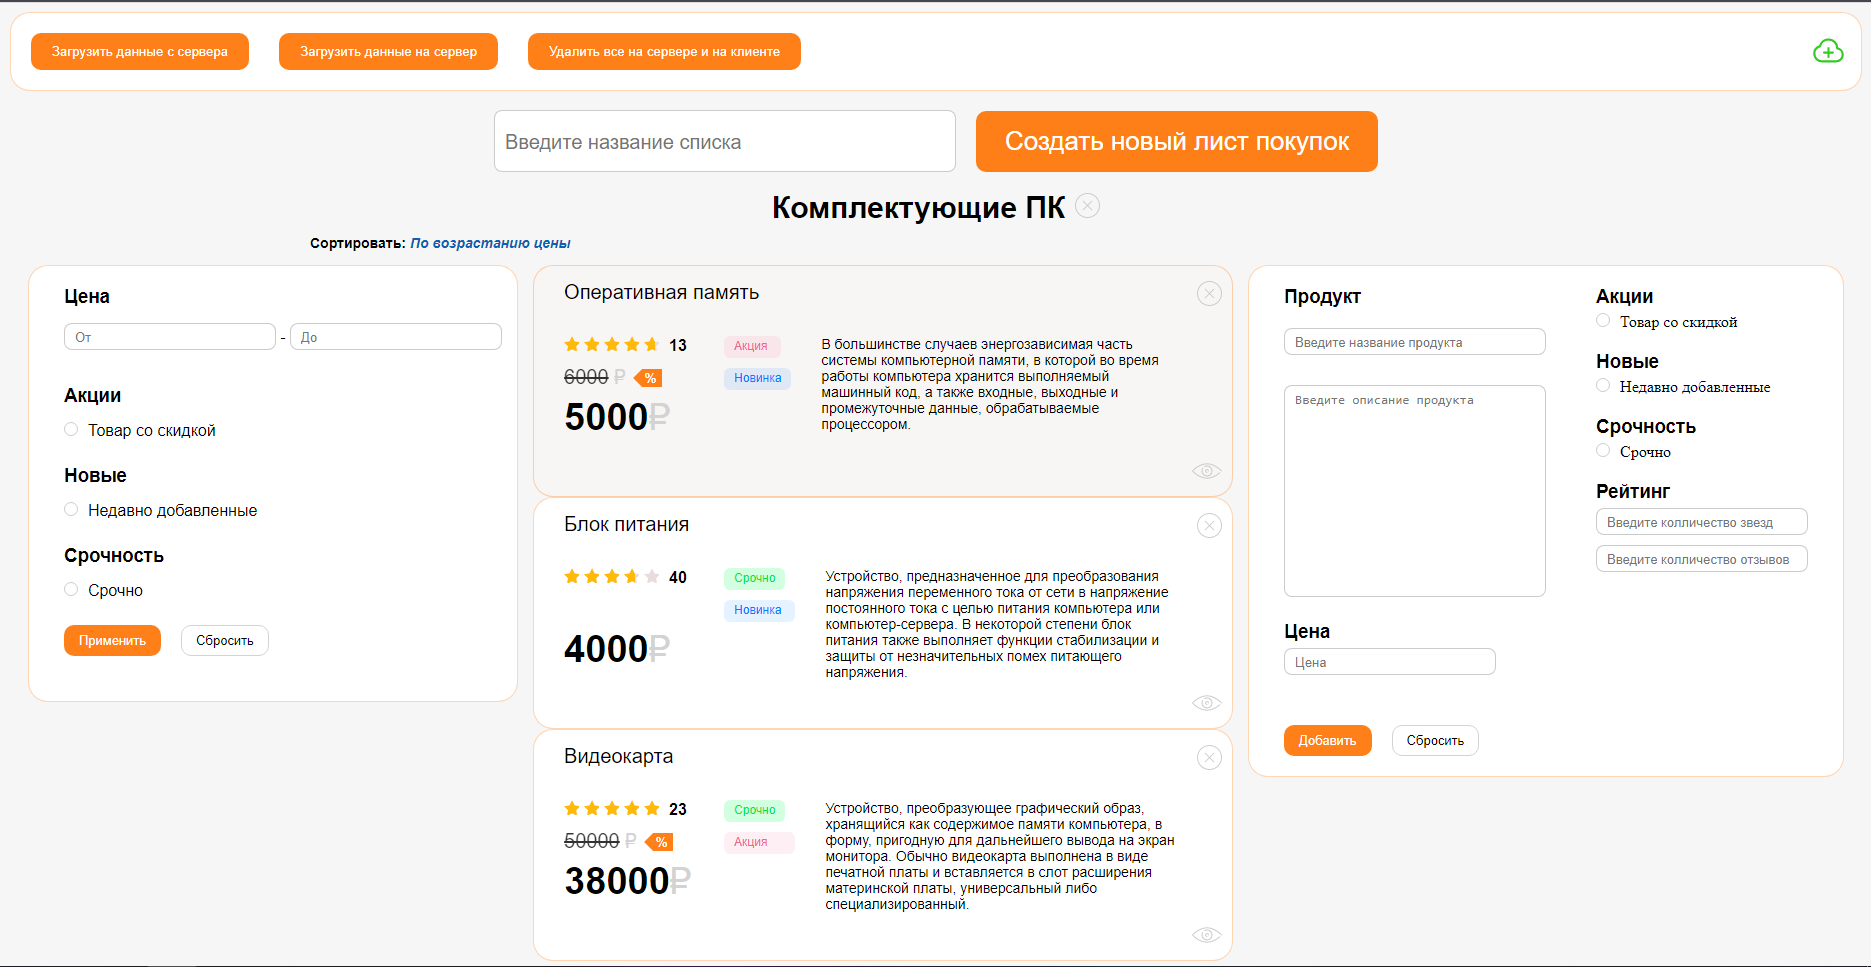 Загрузить данные с сервера
Загрузить данные на сервер
Удалить все на сервере и на клиенте
Введите название списка
Создать новый лист покупок
Комплектующие ПК
Сортировать: По возрастанию цены
Цена
От - До
Акции
Товар со скидкой
Новые
Недавно добавленные
Срочность
Срочно
Применить
Сбросить
Оперативная память
13
6000 ₽ %
5000₽
Акция
Новинка
В большинстве случаев энергозависимая часть
системы компьютерной памяти, в которой во время
работы компьютера хранится выполняемый
машинный код, а также входные, выходные и
промежуточные данные, обрабатываемые
процессором.
Блок питания
40
4000₽
Срочно
Новинка
Устройство, предназначенное для преобразования
напряжения переменного тока от сети в напряжение
постоянного тока с целью питания компьютера или
компьютер-сервера. В некоторой степени блок
питания также выполняет функции стабилизации и
защиты от незначительных помех питающего
напряжения.
Видеокарта
23
50000 ₽ %
38000₽
Срочно
Акция
Устройство, преобразующее графический образ,
хранящийся как содержимое памяти компьютера, в
форму, пригодную для дальнейшего вывода на экран
монитора. Обычно видеокарта выполнена в виде
печатной платы и вставляется в слот расширения
материнской платы, универсальный либо
специализированный.
Продукт
Введите название продукта
Введите описание продукта
Цена
Цена
Добавить
Сбросить
Акции
Товар со скидкой
Новые
Недавно добавленные
Срочность
Срочно
Рейтинг
Введите колличество звезд
Введите колличество отзывов